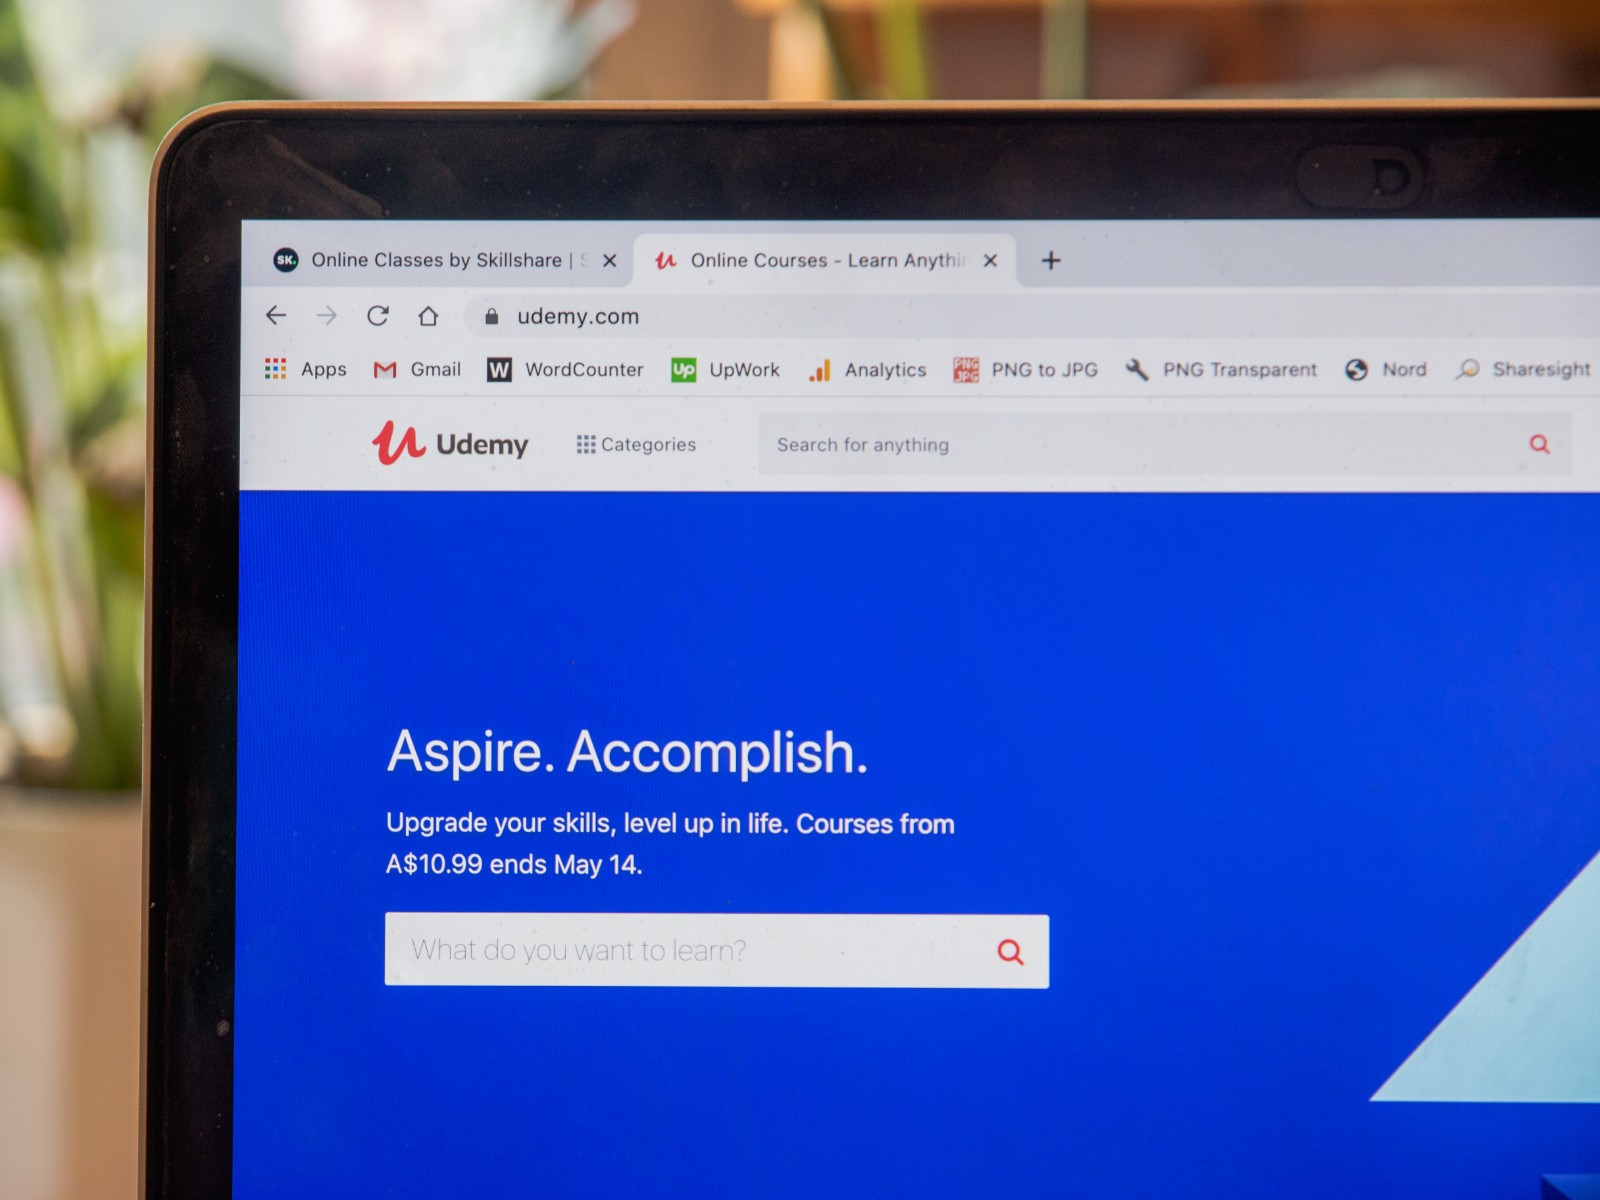 SK. Online Classes by Skillshare | S
Online Courses - Learn Anythin
udemy.com
Apps Gmail W WordCounter Up UpWork Analytics PNG JPG PNG to JPG PNG Transparent Nord Sharesight
Udemy Categories Search for anything
Aspire. Accomplish.
Upgrade your skills, level up in life. Courses from
A$10.99 ends May 14.
What do you want to learn?